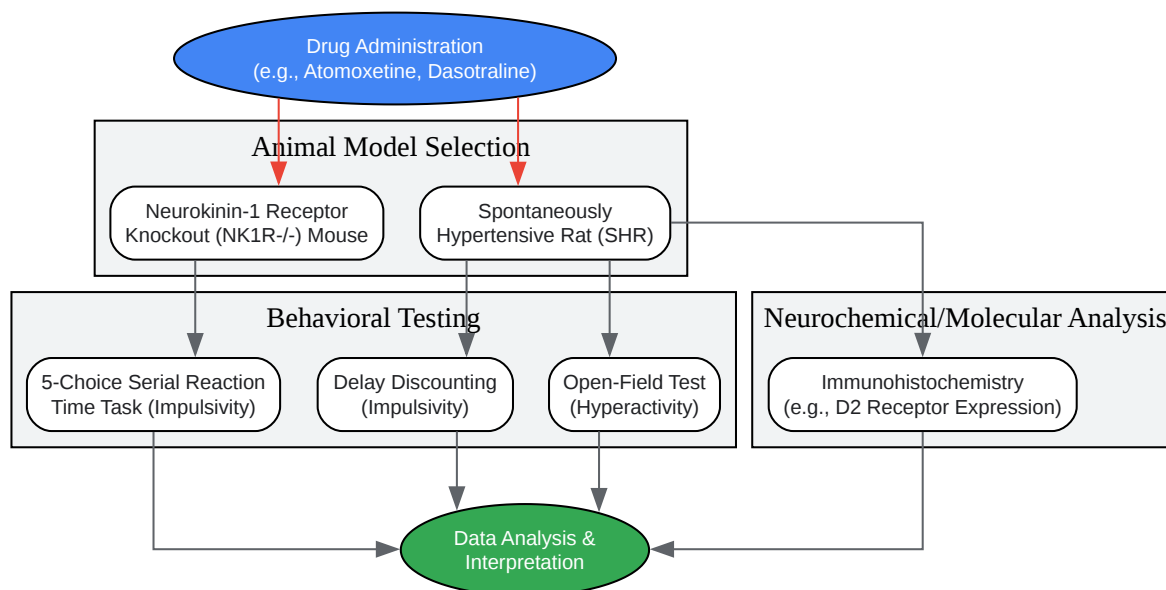 Drug Administration
(e.g., Atomoxetine, Dasotraline)
Animal Model Selection
Neurokinin-1 Receptor
Knockout (NK1R-/-) Mouse
Spontaneously
Hypertensive Rat (SHR)
Behavioral Testing
5-Choice Serial Reaction
Time Task (Impulsivity)
Delay Discounting
(Impulsivity)
Open-Field Test
(Hyperactivity)
Neurochemical/Molecular Analysis
Immunohistochemistry
(e.g., D2 Receptor Expression)
Data Analysis &
Interpretation